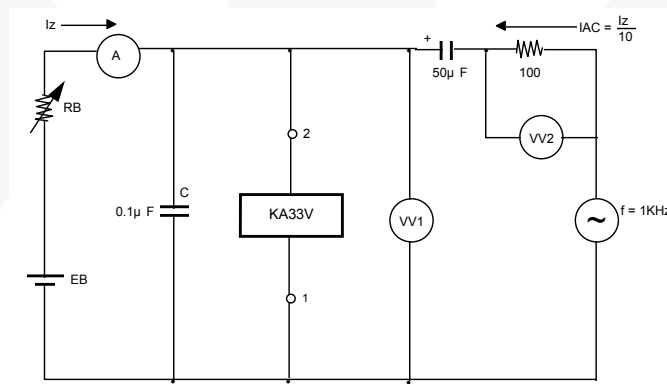 Iz
IAC = Iz/10
A
+
50μ F
100
RB
2
VV2
C
0.1μ F
KA33V
VV1
~
f = 1KHz
EB
1